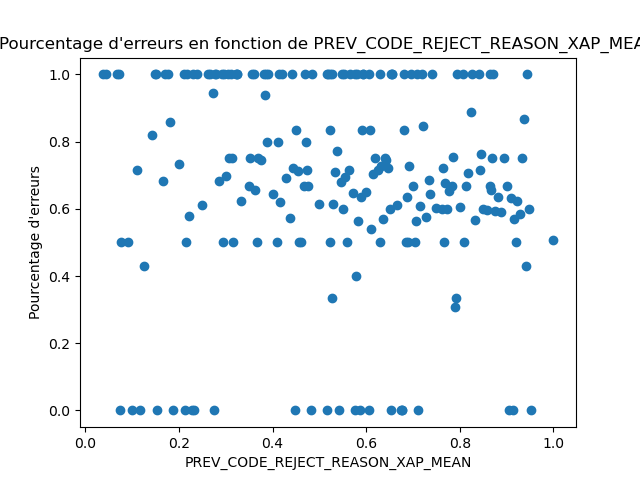 Pourcentage d'erreurs en fonction de PREV_CODE_REJECT_REASON_XAP_MEA
1.0
0.8
0.6
0.4
0.2
0.0
Pourcentage d'erreurs
0.0 0.2 0.4 0.6 0.8 1.0
PREV_CODE_REJECT_REASON_XAP_MEAN